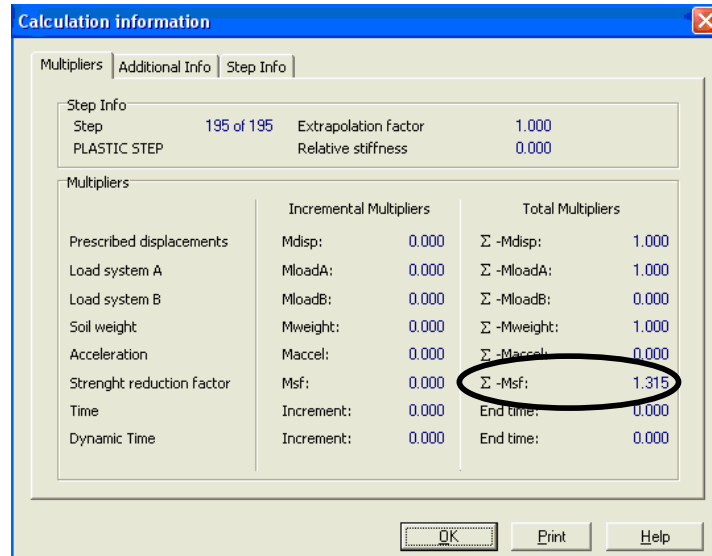 Calculation information
Multipliers Additional Info Step Info
Step Info
Step 195 of 195 Extrapolation factor 1.000
PLASTIC STEP Relative stiffness 0.000
Multipliers
Incremental Multipliers Total Multipliers
Prescribed displacements Mdisp: 0.000 Σ -Mdisp: 1.000
Load system A MloadA: 0.000 Σ -MloadA: 1.000
Load system B MloadB: 0.000 Σ -MloadB: 0.000
Soil weight Mweight: 0.000 Σ -Mweight: 1.000
Acceleration Maccel: 0.000 Σ -Maccel: 0.000
Strenght reduction factor Msf: 0.000 Σ -Msf: 1.315
Time Increment: 0.000 End time: 0.000
Dynamic Time Increment: 0.000 End time: 0.000
OK Print Help